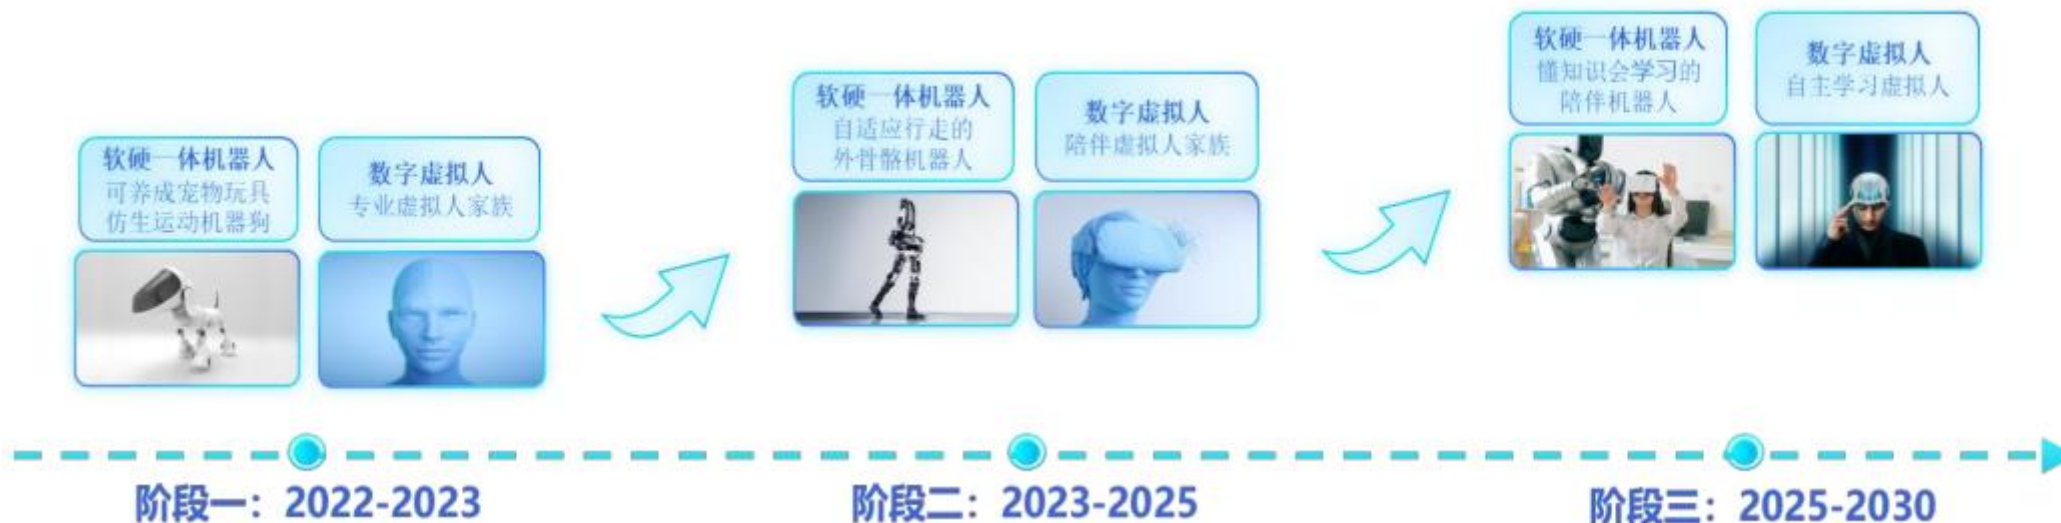 软硬一体机器人
可养成宠物玩具
仿生运动机器狗
数字虚拟人
专业虚拟人家族
软硬一体机器人
自适应行走的
外骨骼机器人
数字虚拟人
陪伴虚拟人家族
软硬一体机器人
懂知识会学习的
陪伴机器人
数字虚拟人
自主学习虚拟人
阶段一：2022-2023
阶段二：2023-2025
阶段三：2025-2030